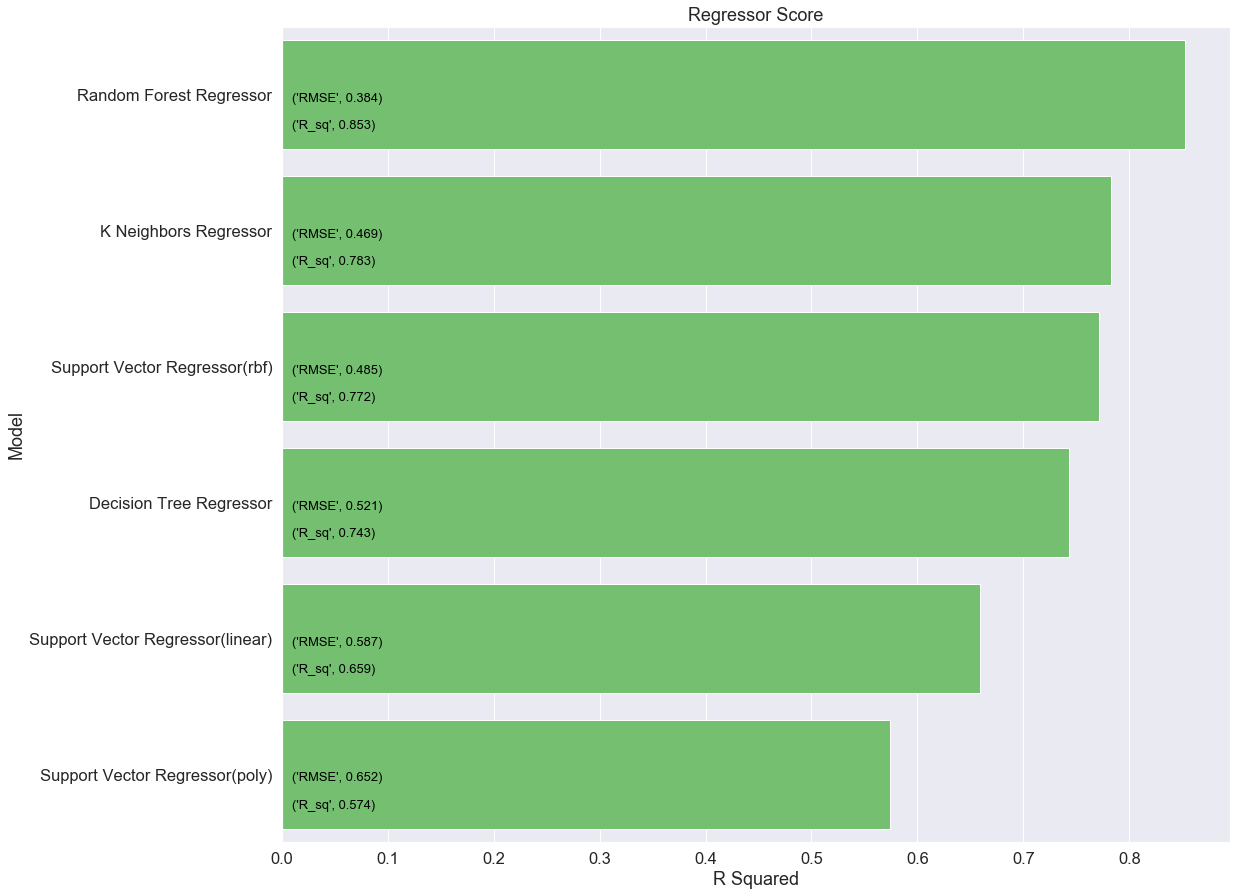 Regressor Score
Random Forest Regressor
('RMSE', 0.384)
('R_sq', 0.853)
K Neighbors Regressor
('RMSE', 0.469)
('R_sq', 0.783)
Support Vector Regressor(rbf)
('RMSE', 0.485)
('R_sq', 0.772)
Model
Decision Tree Regressor
('RMSE', 0.521)
('R_sq', 0.743)
Support Vector Regressor(linear)
('RMSE', 0.587)
('R_sq', 0.659)
Support Vector Regressor(poly)
('RMSE', 0.652)
('R_sq', 0.574)
0.0 0.1 0.2 0.3 0.4 0.5 0.6 0.7 0.8
R Squared